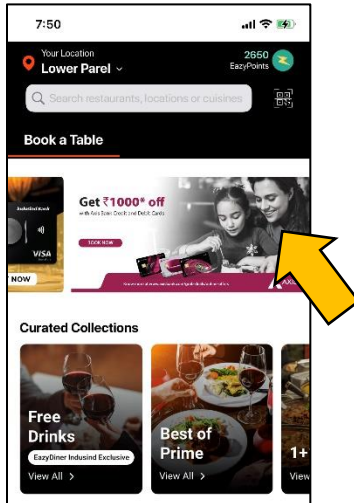 7:50
Your Location
Lower Parel
2650
EazyPoints
Search restaurants, locations or cuisines
Book a Table
VISA
NOW
Get ₹1000* off
with Axis Bank Credit and Debit Cards
BOOK NOW
AXIS
Curated Collections
Free
Drinks
EazyDiner Indusind Exclusive
View All >
Best of
Prime
View All >
1+
View